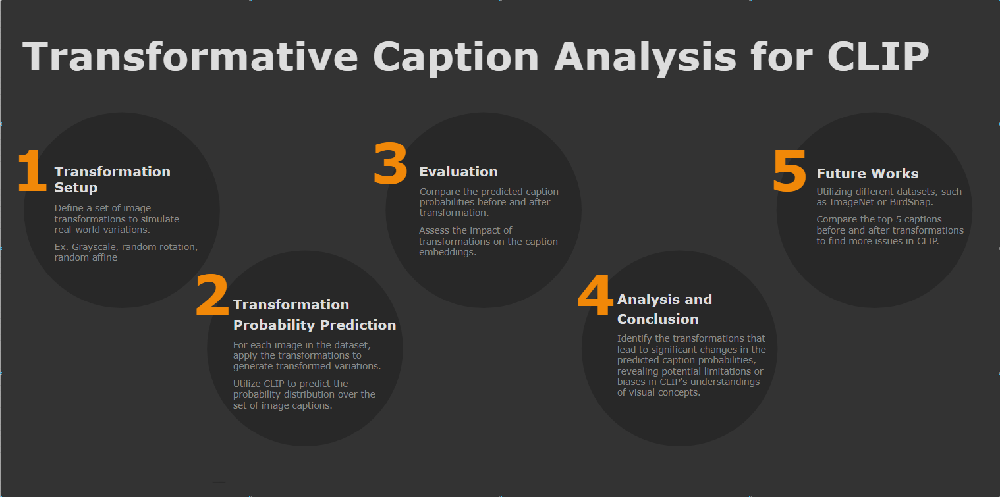 Transformative Caption Analysis for CLIP
1
Transformation
Setup
Define a set of image
transformations to simulate
real-world variations.
Ex. Grayscale, random rotation,
random affine
2
Transformation
Probability Prediction
For each image in the dataset,
apply the transformations to
generate transformed variations.
Utilize CLIP to predict the
probability distribution over the
set of image captions.
3
Evaluation
Compare the predicted caption
probabilities before and after
transformation.
Assess the impact of
transformations on the caption
embeddings.
4
Analysis and
Conclusion
Identify the transformations that
lead to significant changes in the
predicted caption probabilities,
revealing potential limitations or
biases in CLIP's understandings
of visual concepts.
5
Future Works
Utilizing different datasets, such
as ImageNet or BirdSnap.
Compare the top 5 captions
before and after transformations
to find more issues in CLIP.